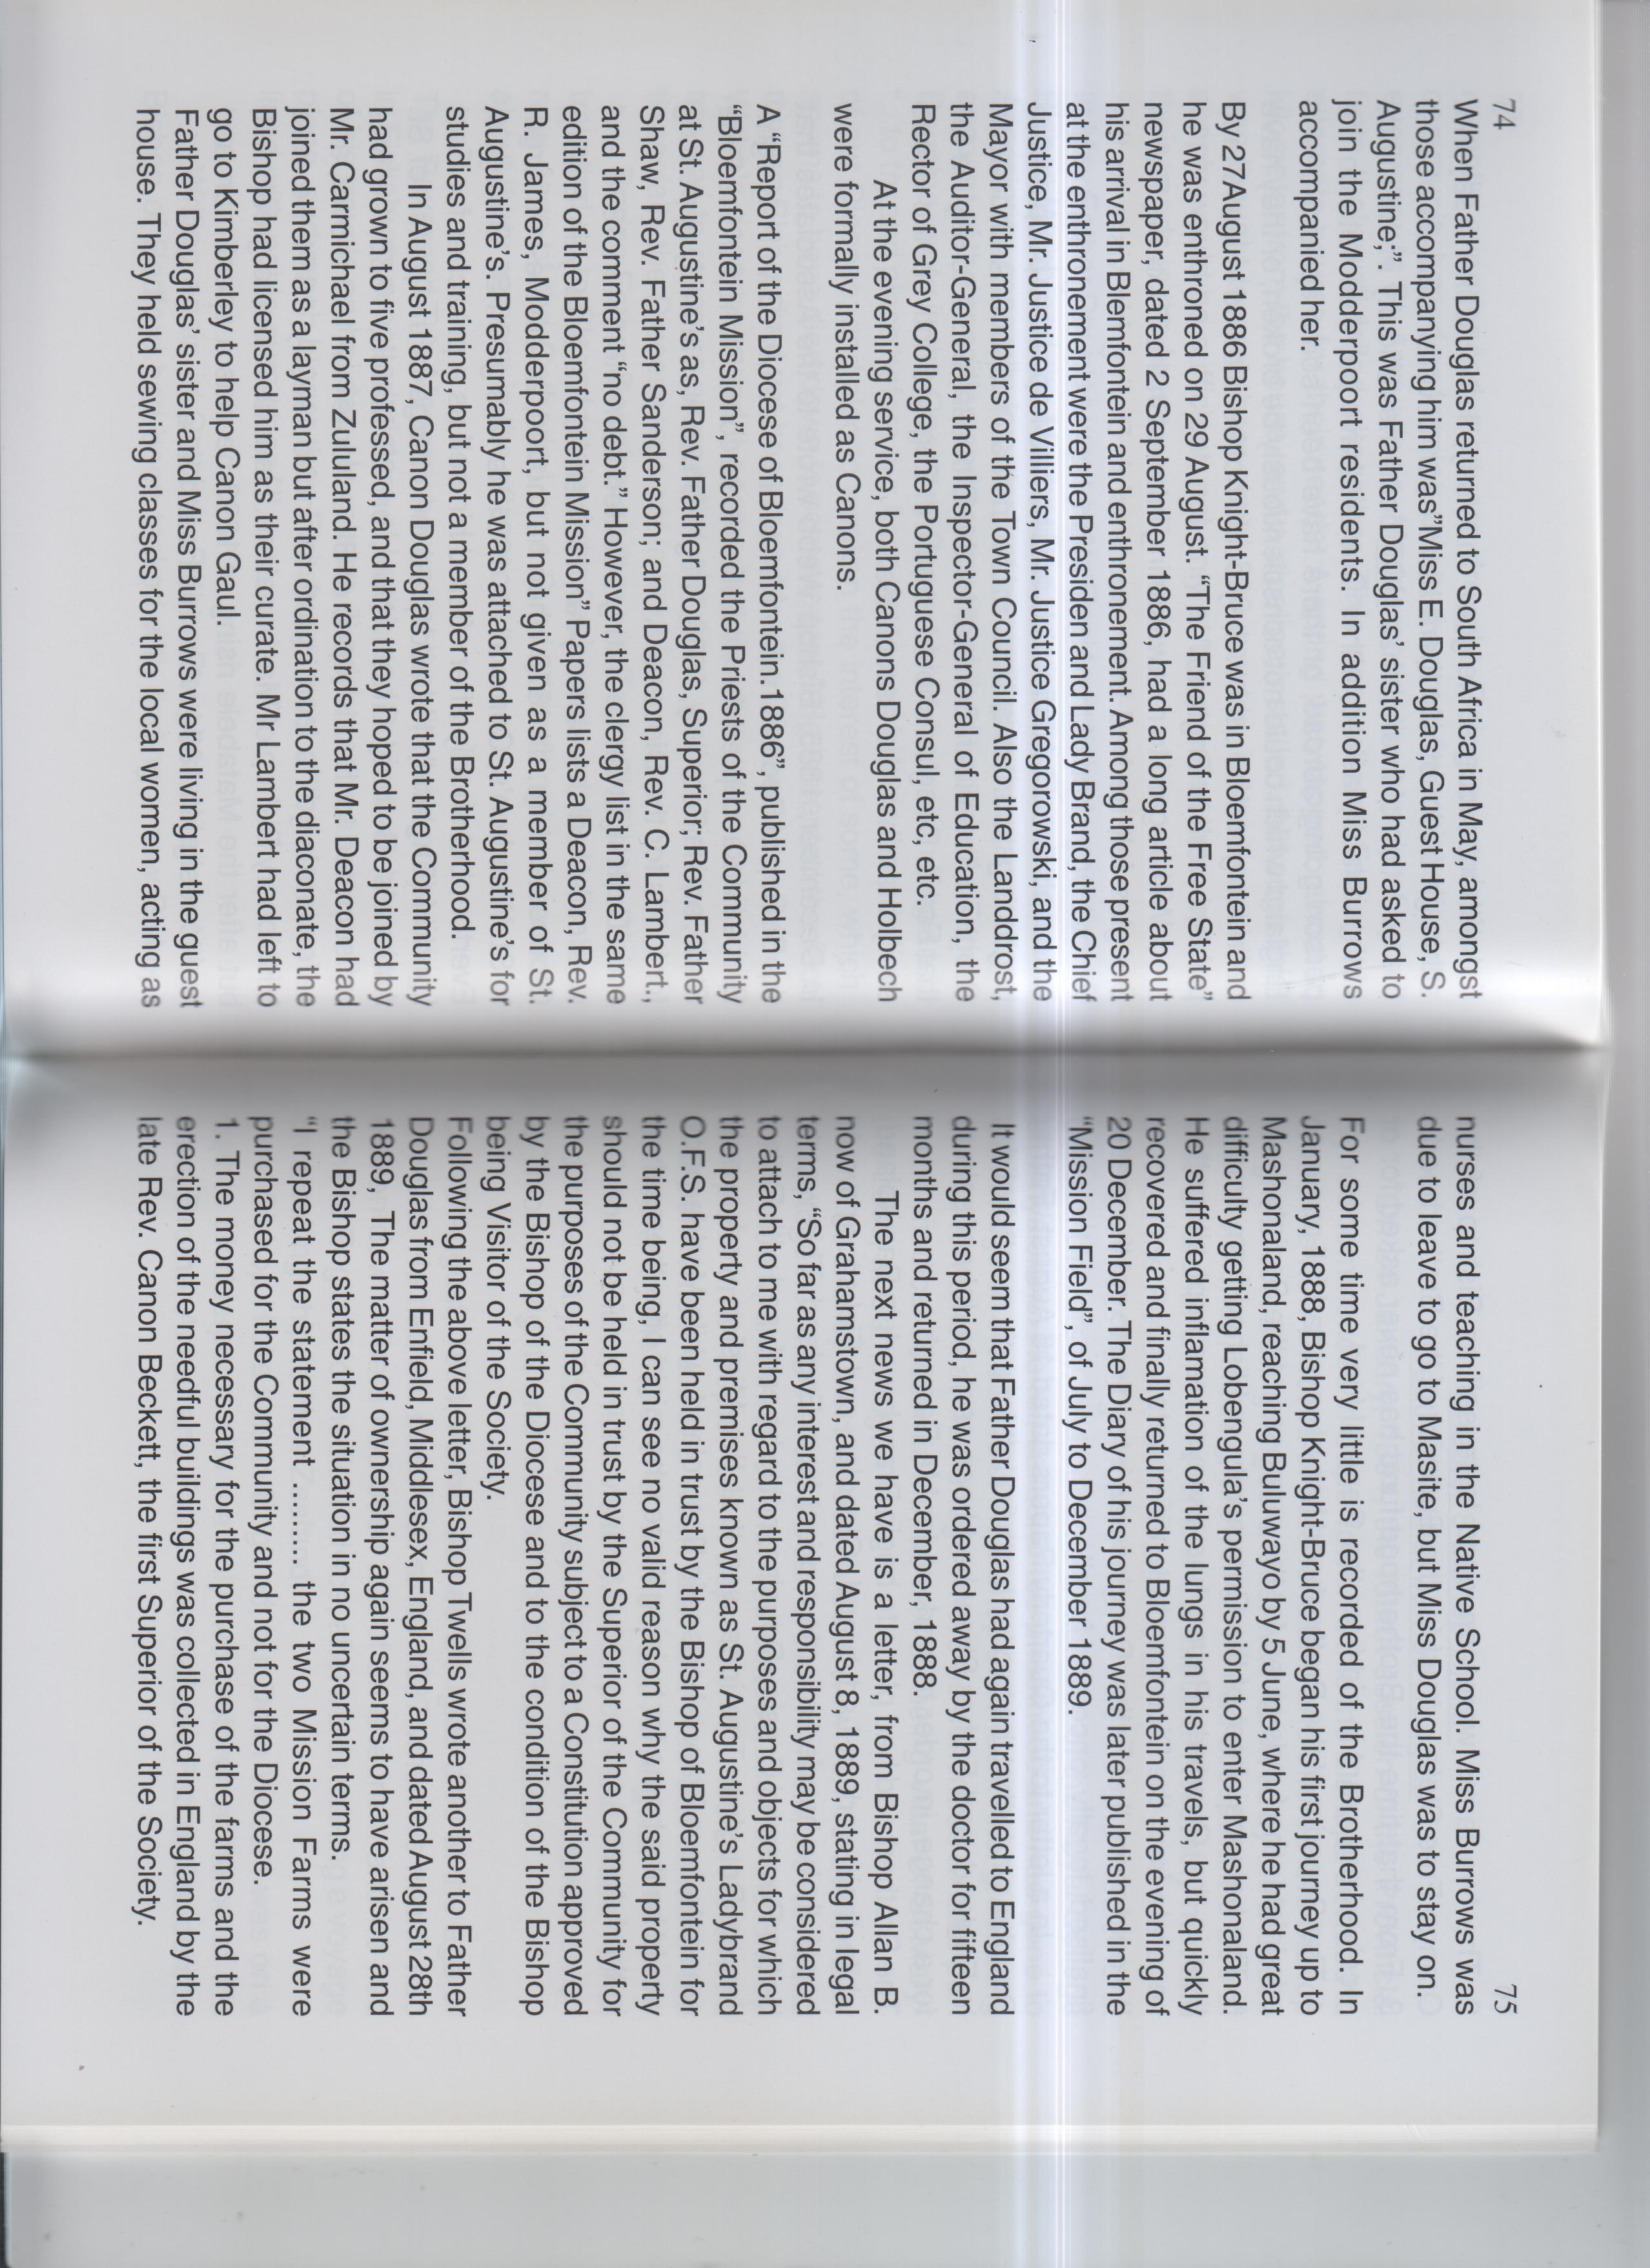 74
When Father Douglas returned to South Africa in May, amongst
those accompanying him was”Miss E. Douglas, Guest House, S.
Augustine;”. This was Father Douglas’ sister who had asked to
join the Modderpoort residents. In addition Miss Burrows
accompanied her.
By 27August 1886 Bishop Knight-Bruce was in Bloemfontein and
he was enthroned on 29 August. “The Friend of the Free State”
newspaper, dated 2 September 1886, had a long article about
his arrival in Blemfontein and enthronement. Among those present
at the enthronement were the Presiden and Lady Brand, the Chief
Justice, Mr. Justice de Villiers, Mr. Justice Gregorowski, and the
Mayor with members of the Town Council. Also the Landdrost,
the Auditor-General, the Inspector-General of Education, the
Rector of Grey College, the Portuguese Consul, etc, etc.
At the evening service, both Canons Douglas and Holbech
were formally installed as Canons.
A “Report of the Diocese of Bloemfontein.1886”, published in the
“Bloemfontein Mission”, recorded the Priests of the Community
at St. Augustine’s as, Rev. Father Douglas, Superior; Rev. Father
Shaw, Rev. Father Sanderson; and Deacon, Rev. C. Lambert.,
and the comment “no debt.” However, the clergy list in the same
edition of the Bloemfontein Mission” Papers lists a Deacon, Rev.
R. James, Modderport, but not given as a member of St.
Augustine’s. Presumably he was attached to St. Augustine’s for
studies and training, but not a member of the Brotherhood.
In August 1887, Canon Douglas wrote that the Community
had grown to five professed, and that they hoped to be joined by
Mr. Carmichael from Zululand. He records that Mr. Deacon had
joined them as a layman but after ordination to the diaconate, the
Bishop had licensed him as their curate. Mr Lambert had left to
go to Kimberley to help Canon Gaul.
Father Douglas’ sister and Miss Burrows were living in the guest
house. They held sewing classes for the local women, acting as
75
nurses and teaching in the Native School. Miss Burrows was
due to leave to go to Masite, but Miss Douglas was to stay on.
For some time very little is recorded of the Brotherhood. In
January, 1888, Bishop Knight-Bruce began his first journey up to
Mashonaland, reaching Buluwayo by 5 June, where he had great
difficulty getting Lobengula’s permission to enter Mashonaland.
He suffered inflamation of the lungs in his travels, but quickly
recovered and finally returned to Bloemfontein on the evening of
20 December. The Diary of his journey was later published in the
“Mission Field”, of July to December 1889.
It would seem that Father Douglas had again travelled to England
during this period, he was ordered away by the doctor for fifteen
months and returned in December, 1888.
The next news we have is a letter, from Bishop Allan B.
now of Grahamstown, and dated August 8, 1889, stating in legal
terms, “So far as any interest and responsibility may be considered
to attach to me with regard to the purposes and objects for which
the property and premises known as St. Augustine’s Ladybrand
O.F.S. have been held in trust by the Bishop of Bloemfontein for
the time being, I can see no valid reason why the said property
should not be held in trust by the Superior of the Community for
the purposes of the Community subject to a Constitution approved
by the Bishop of the Diocese and to the condition of the Bishop
being Visitor of the Society.
Following the above letter, Bishop Twells wrote another to Father
Douglas from Enfield, Middlesex, England, and dated August 28th
1889, The matter of ownership again seems to have arisen and
the Bishop states the situation in no uncertain terms.
“I repeat the statement ........ the two Mission Farms were
purchased for the Community and not for the Diocese.
1. The money necessary for the purchase of the farms and the
erection of the needful buildings was collected in England by the
late Rev. Canon Beckett, the first Superior of the Society.